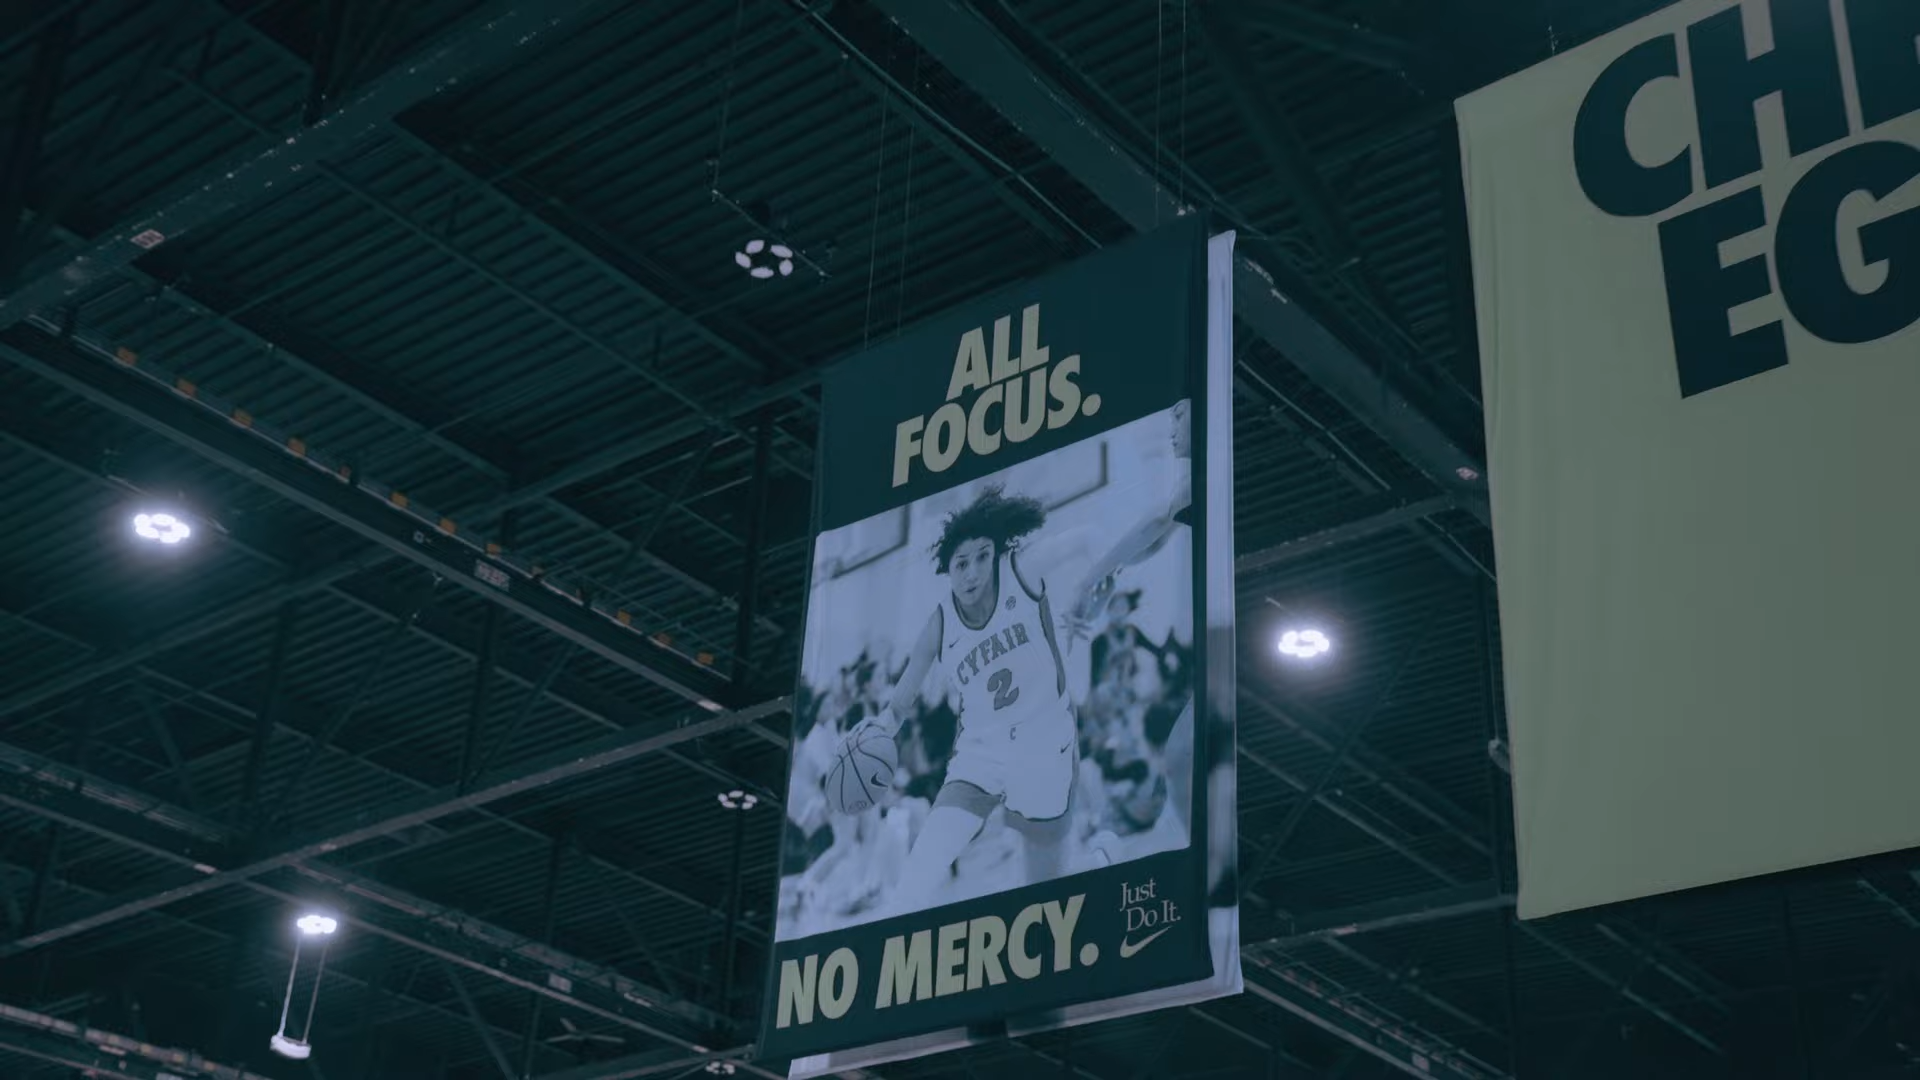 ALL
FOCUS.
CYFAIR
2
C
NO MERCY.
Just
Do It.
CH
EG